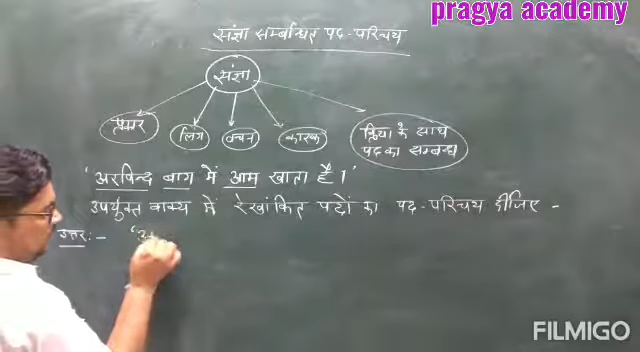 pragya academy
संज्ञा सम्बन्धित पद-परिचय
संज्ञा
प्रकार लिंग वचन कारक क्रिया के साथ
पद का सम्बन्ध
'अरविन्द बाग में आम खाता है।'
उपर्युक्त वाक्य में रेखांकित पदों का पद-परिचय दीजिए -
उत्तर:- 'अ
FILMIGO